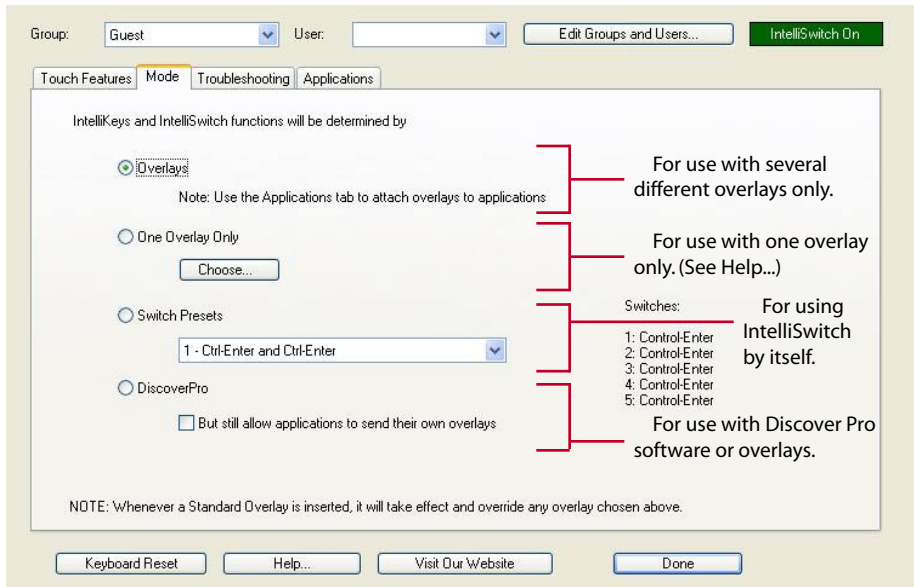 Group: Guest User: Edit Groups and Users... IntelliSwitch On
Touch Features Mode Troubleshooting Applications
IntelliKeys and IntelliSwitch functions will be determined by
Overlays
Note: Use the Applications tab to attach overlays to applications
For use with several
different overlays only.
One Overlay Only
Choose...
For use with one overlay
only. (See Help...)
Switch Presets
1 - Ctrl-Enter and Ctrl-Enter
Switches:
1: Control-Enter
2: Control-Enter
3: Control-Enter
4: Control-Enter
5: Control-Enter
For using
IntelliSwitch
by itself.
DiscoverPro
But still allow applications to send their own overlays
For use with Discover Pro
software or overlays.
NOTE: Whenever a Standard Overlay is inserted, it will take effect and override any overlay chosen above.
Keyboard Reset Help... Visit Our Website Done